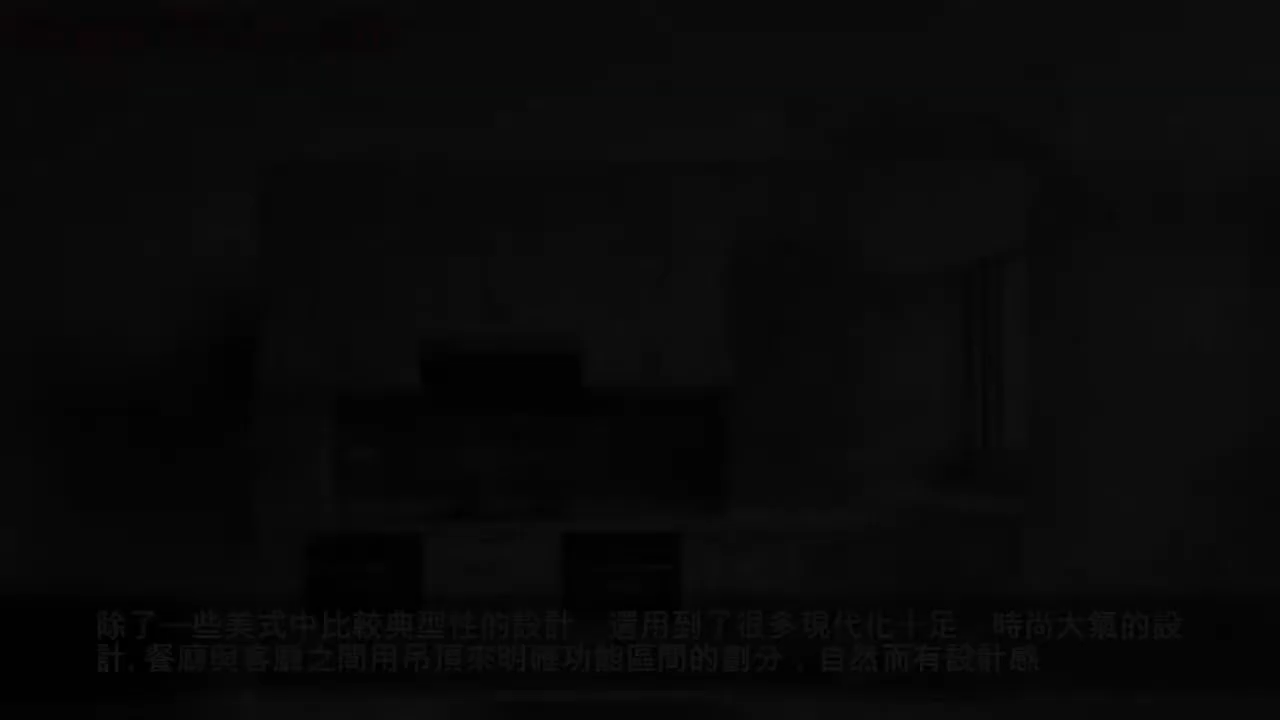 除了一些美式中比較典型性的設計 還用到了很多現代化十足 時尚大氣的設
計,餐廳與客廳之間用吊頂來明確功能區間的劃分,自然而有設計感